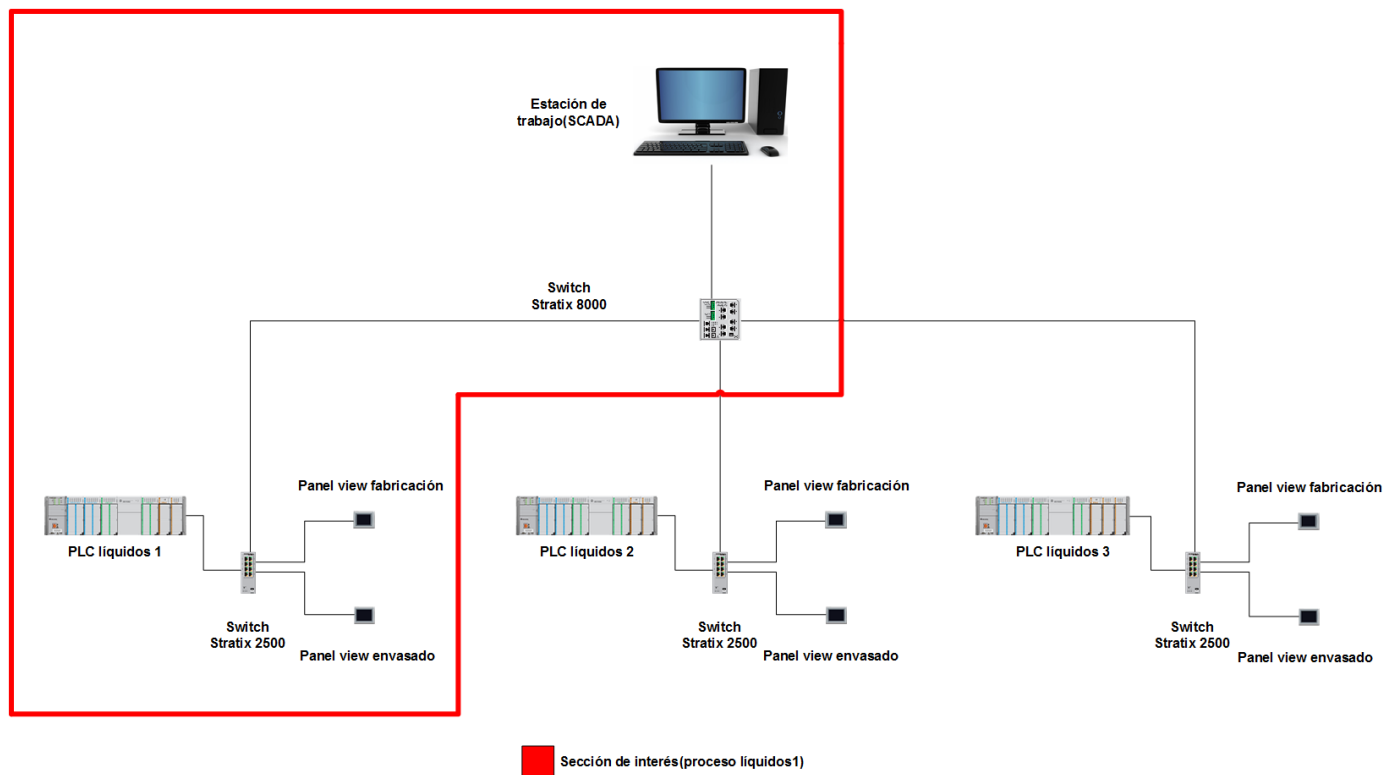 Estación de
trabajo(SCADA)
Switch
Stratix 8000
Panel view fabricación
PLC líquidos 1
Switch
Stratix 2500
Panel view envasado
Panel view fabricación
PLC líquidos 2
Switch
Stratix 2500
Panel view envasado
Panel view fabricación
PLC líquidos 3
Switch
Stratix 2500
Panel view envasado
Sección de interés(proceso líquidos1)